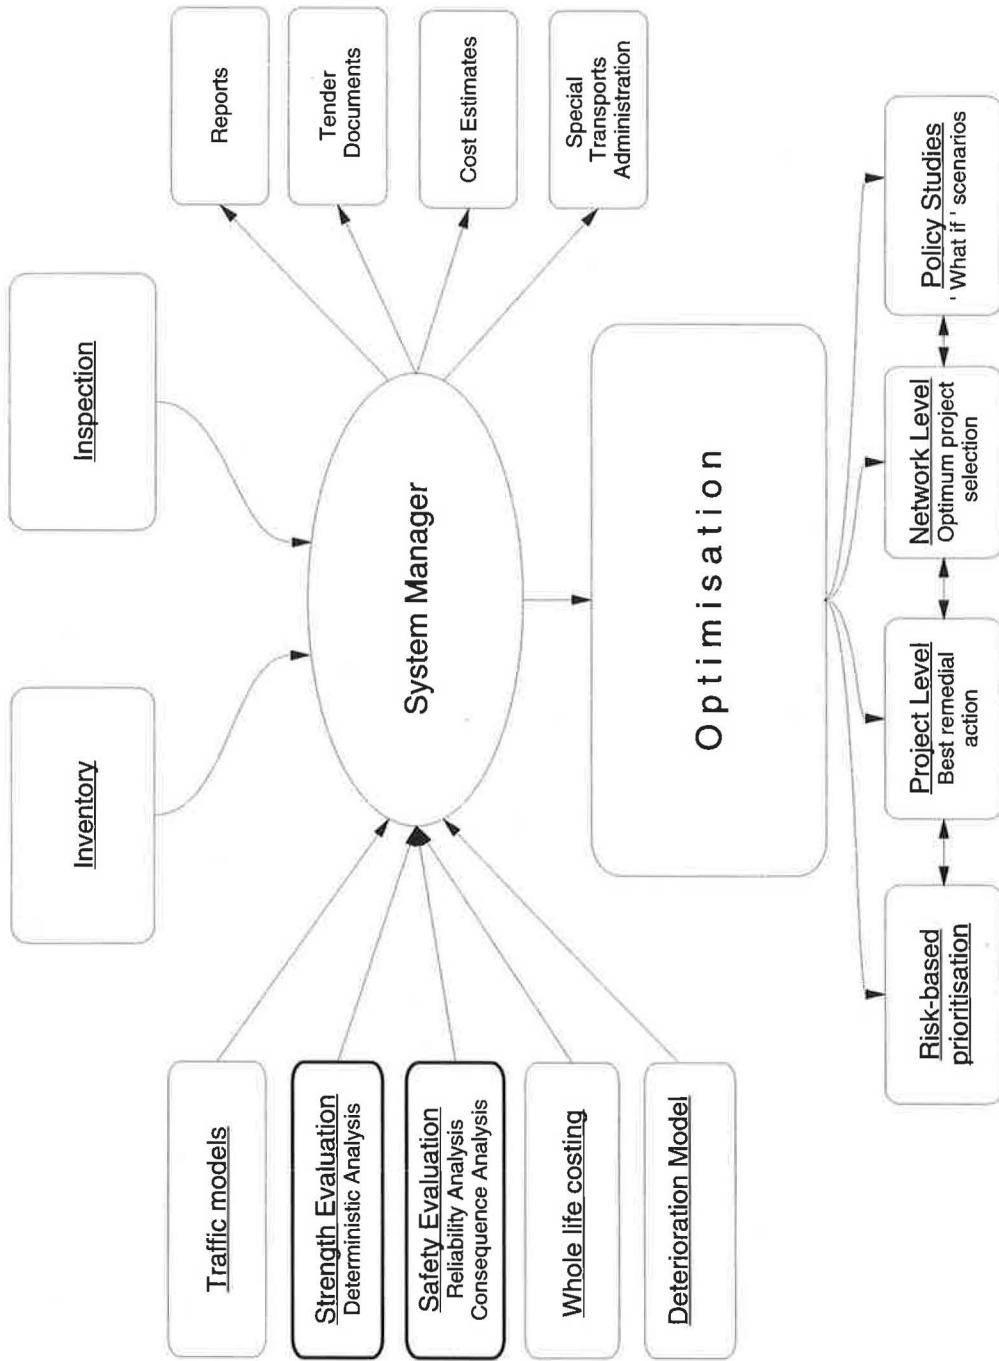 Inventory
Inspection
Traffic models
Strength Evaluation
Deterministic Analysis
Safety Evaluation
Reliability Analysis
Consequence Analysis
Whole life costing
Deterioration Model
System Manager
Reports
Tender
Documents
Cost Estimates
Special
Transports
Administration
Optimisation
Risk-based
prioritisation
Project Level
Best remedial
action
Network Level
Optimum project
selection
Policy Studies
' What if ' scenarios